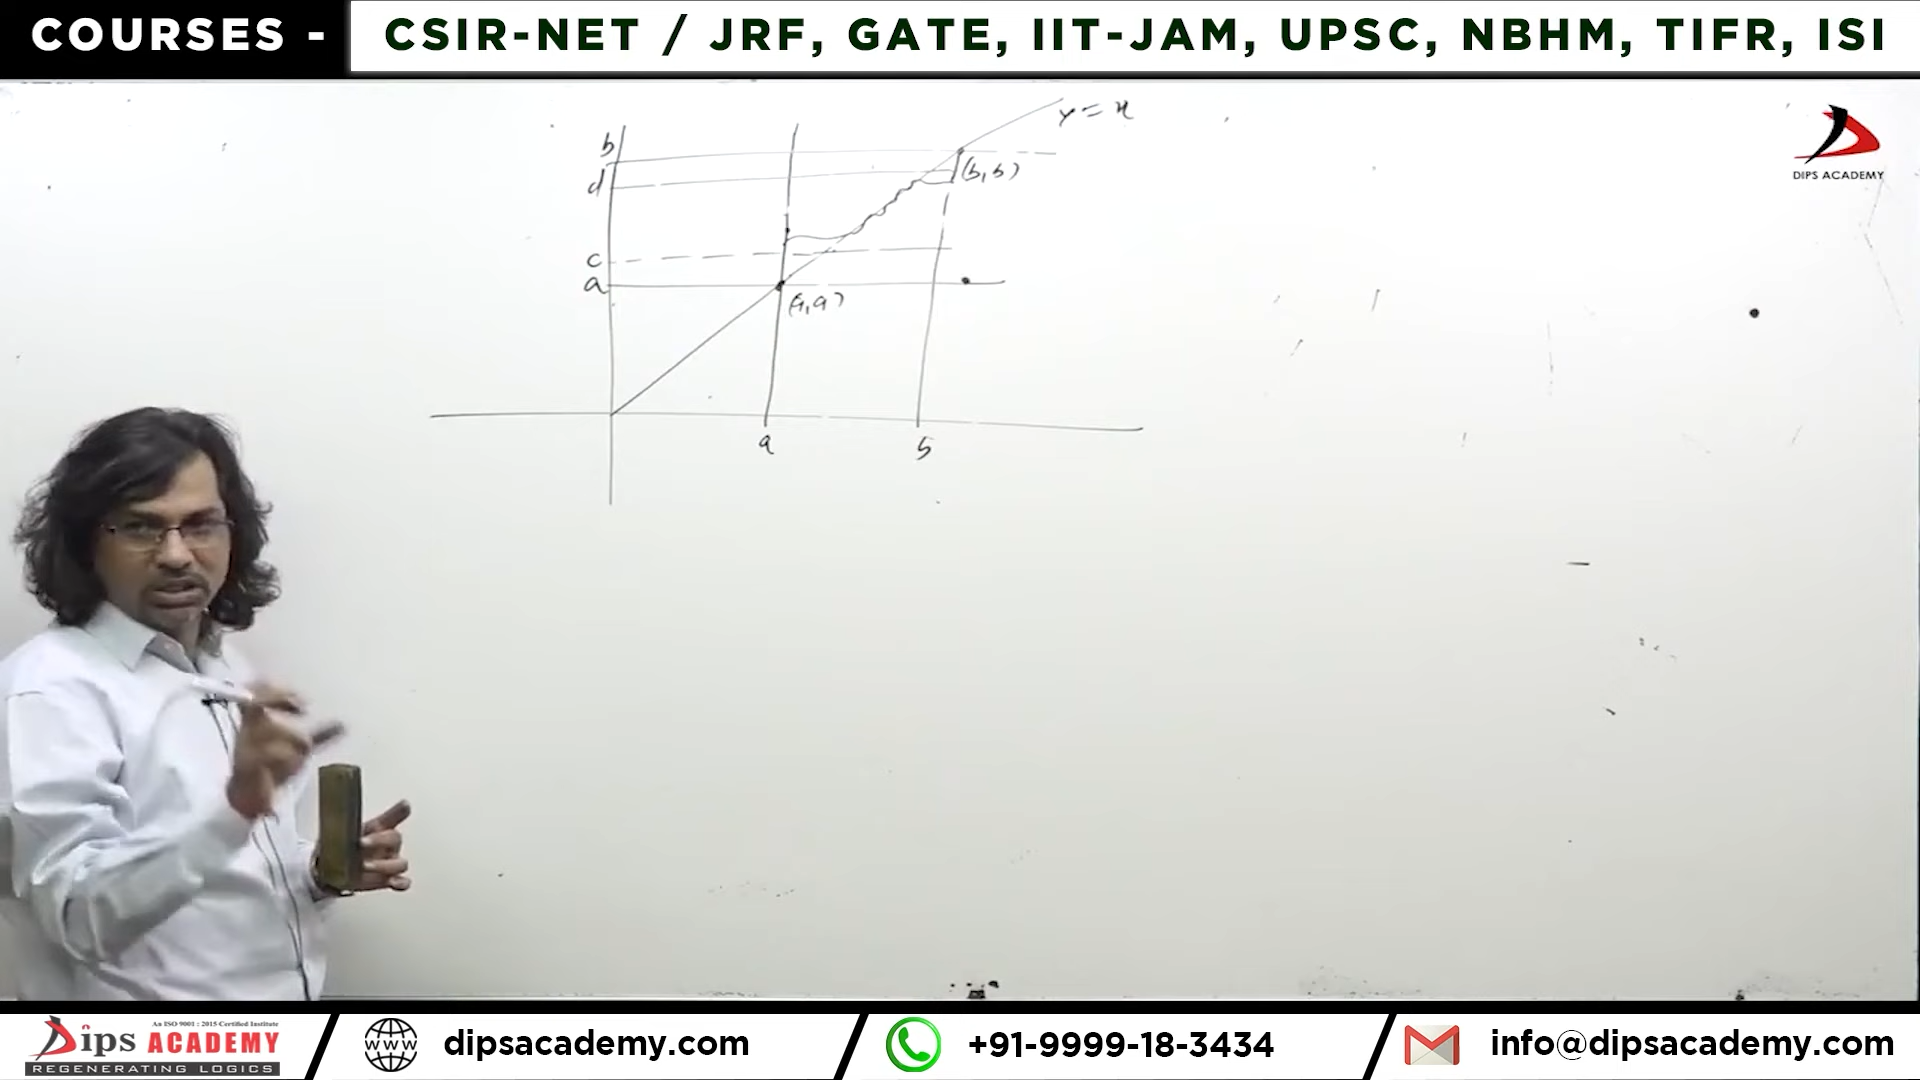 COURSES - CSIR-NET / JRF, GATE, IIT-JAM, UPSC, NBHM, TIFR, ISI
DIPS ACADEMY
y = x
b
d
(b,b)
c
a
(a,a)
a
b
An ISO 9001 : 2015 Certified Institute
Dips ACADEMY
REGENERATING LOGICS
WWW
dipsacademy.com
+91-9999-18-3434
info@dipsacademy.com